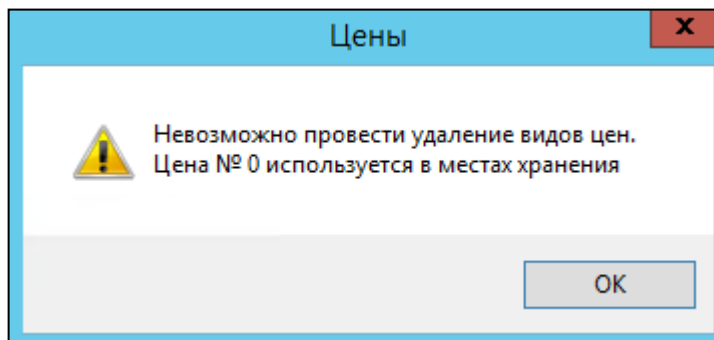 Цены
x
Невозможно провести удаление видов цен.
Цена № 0 используется в местах хранения
OK